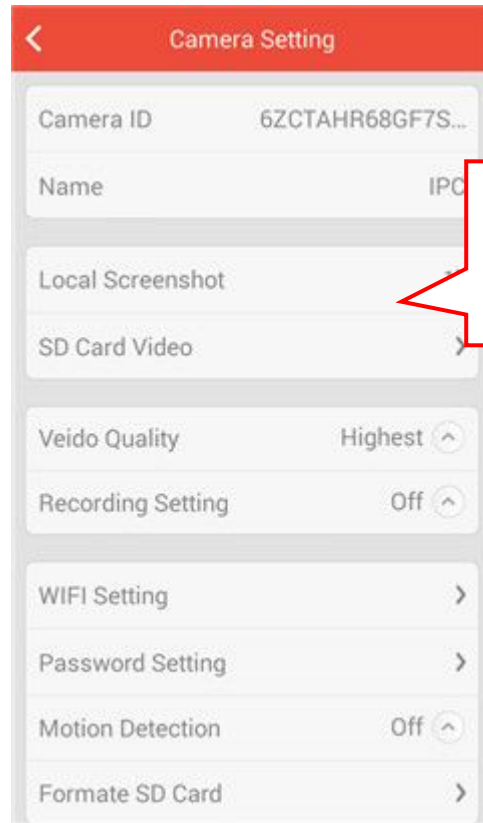 Camera Setting
Camera ID 6ZCTAHR68GF7S...
Name IPC
Local Screenshot
SD Card Video
Veido Quality Highest
Recording Setting Off
WIFI Setting
Password Setting
Motion Detection Off
Formate SD Card